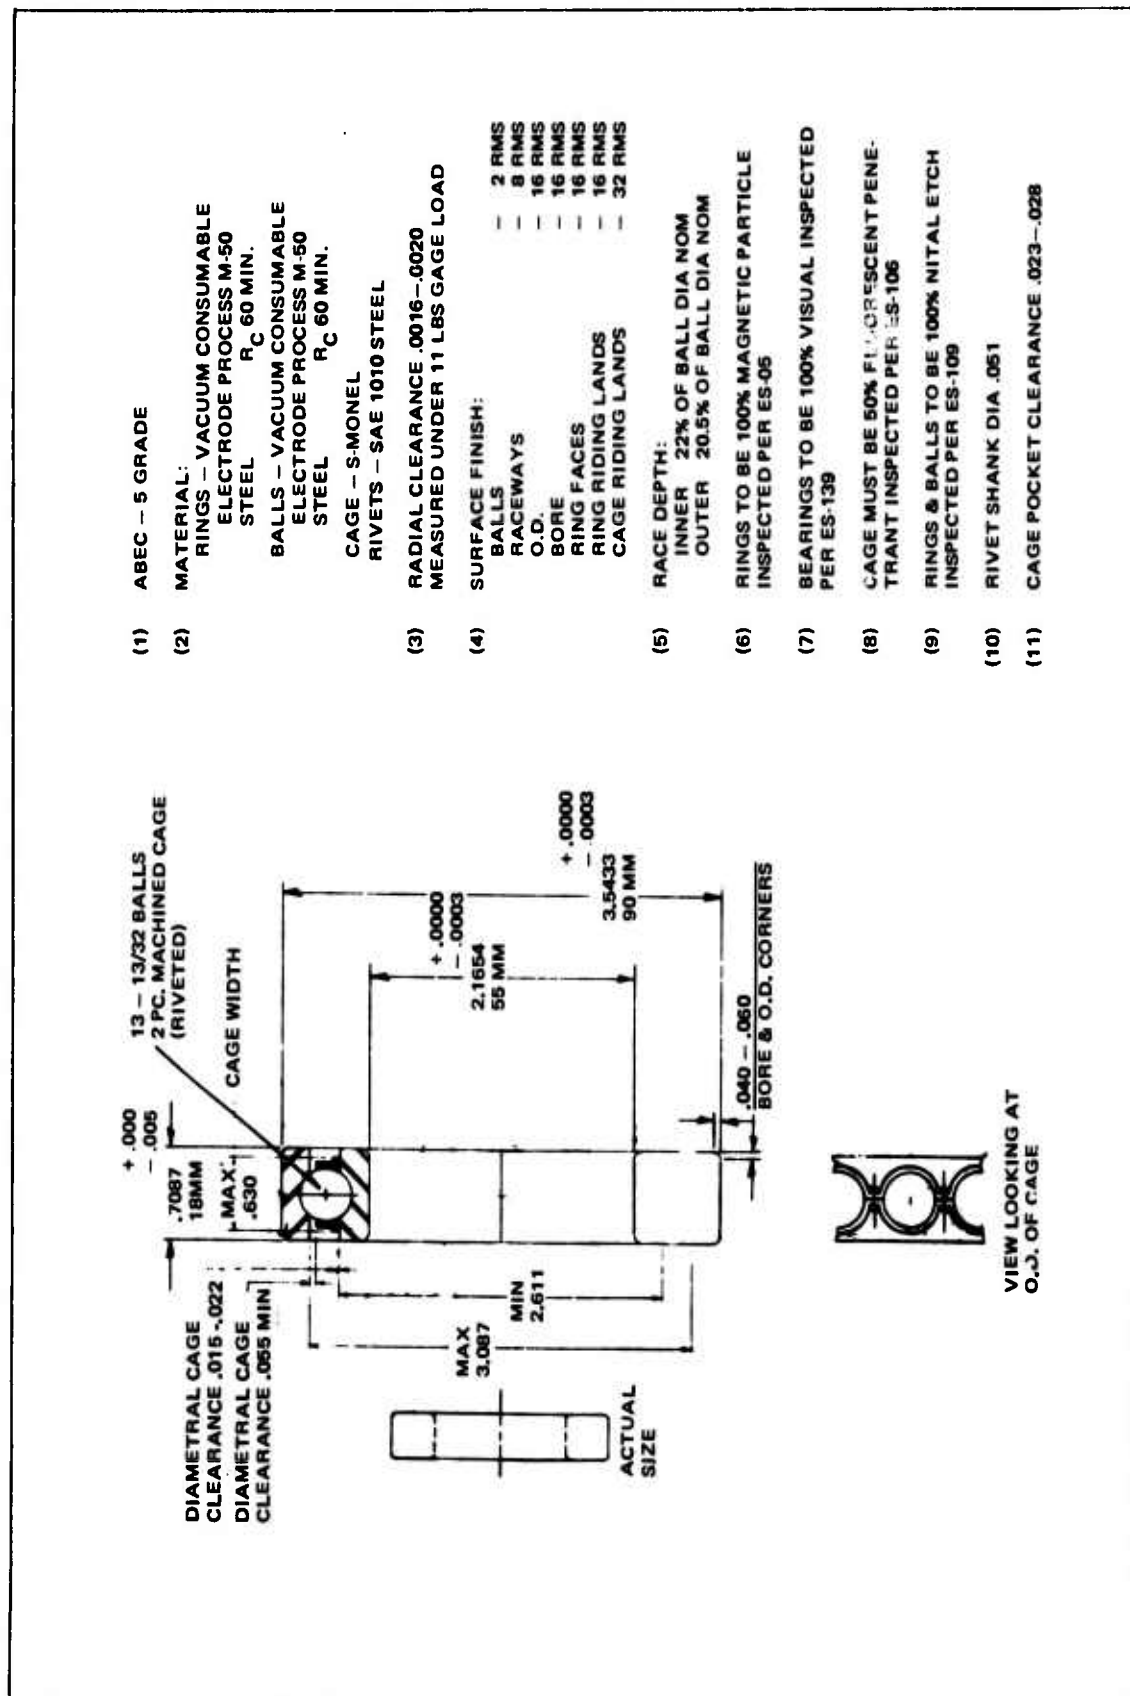 13 – 13/32 BALLS
2 PC. MACHINED CAGE
(RIVETED)
+ .000
– .005
.7087
18MM
MAX
.630
CAGE WIDTH
DIAMETRAL CAGE
CLEARANCE .015 -.022
DIAMETRAL CAGE
CLEARANCE .055 MIN
+ .0000
– .0003
2.1654
55 MM
+ .0000
– .0003
3.5433
90 MM
MIN
2.611
MAX
3.087
.040 – .060
BORE & O.D. CORNERS
ACTUAL
SIZE
VIEW LOOKING AT
O.D. OF CAGE
(1) ABEC – 5 GRADE
(2) MATERIAL:
RINGS – VACUUM CONSUMABLE
ELECTRODE PROCESS M-50
STEEL RC 60 MIN.
BALLS – VACUUM CONSUMABLE
ELECTRODE PROCESS M-50
STEEL RC 60 MIN.
CAGE – S-MONEL
RIVETS – SAE 1010 STEEL
(3) RADIAL CLEARANCE .0016–.0020
MEASURED UNDER 11 LBS GAGE LOAD
(4) SURFACE FINISH:
BALLS – 2 RMS
RACEWAYS – 8 RMS
O.D. – 16 RMS
BORE – 16 RMS
RING FACES – 16 RMS
RING RIDING LANDS – 16 RMS
CAGE RIDING LANDS – 32 RMS
(5) RACE DEPTH:
INNER 22% OF BALL DIA NOM
OUTER 20.5% OF BALL DIA NOM
(6) RINGS TO BE 100% MAGNETIC PARTICLE
INSPECTED PER ES-05
(7) BEARINGS TO BE 100% VISUAL INSPECTED
PER ES-139
(8) CAGE MUST BE 50% FLUORESCENT PENE-
TRANT INSPECTED PER ES-106
(9) RINGS & BALLS TO BE 100% NITAL ETCH
INSPECTED PER ES-109
(10) RIVET SHANK DIA .051
(11) CAGE POCKET CLEARANCE .023–.028